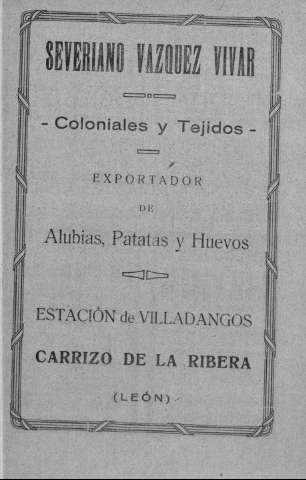 SEVERIANO VAZQUEZ VIVAR
- Coloniales y Tejidos -
EXPORTADOR
DE
Alubias, Patatas y Huevos
ESTACIÓN de VILLADANGOS
CARRIZO DE LA RIBERA
(LEÓN)